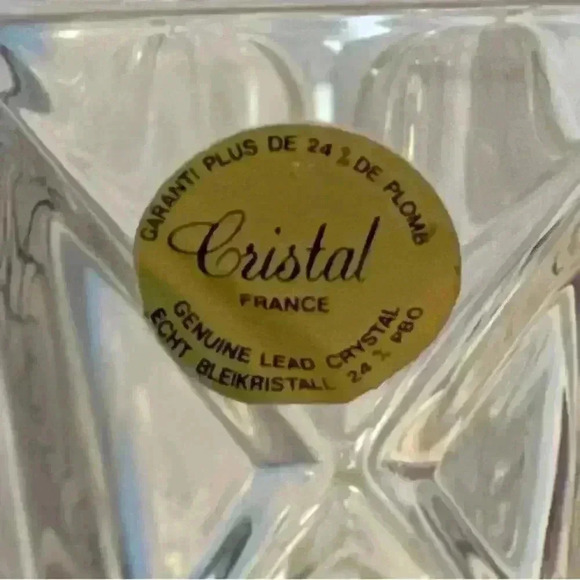 GARANTI PLUS DE 24 % DE PLOMB
Cristal
FRANCE
GENUINE LEAD CRYSTAL
ECHT BLEIKRISTALL 24 % PBO